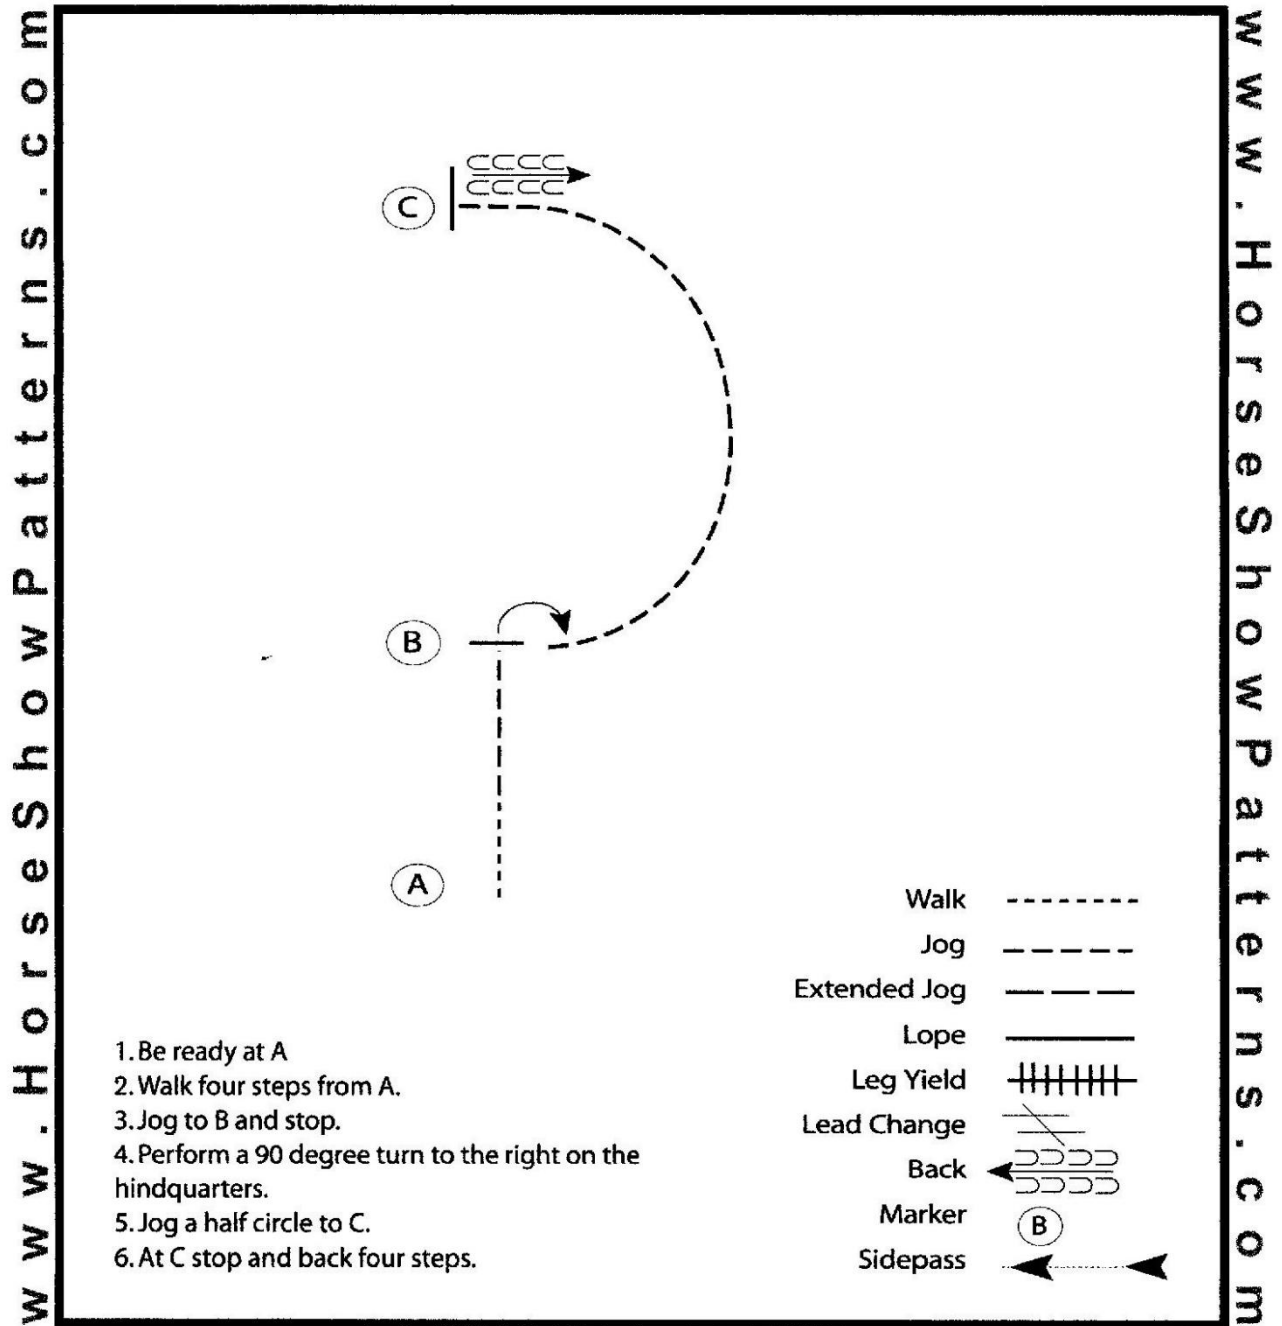 www.HorseShowPatterns.com
www.HorseShowPatterns.com
C
B
A
Walk
Jog
Extended Jog
Lope
Leg Yield
Lead Change
Back
Marker
B
Sidepass
1. Be ready at A
2. Walk four steps from A.
3. Jog to B and stop.
4. Perform a 90 degree turn to the right on the
hindquarters.
5. Jog a half circle to C.
6. At C stop and back four steps.